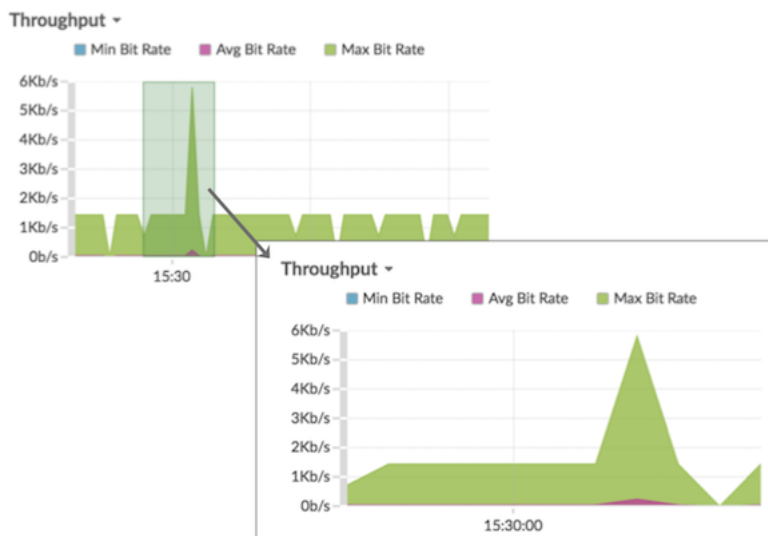 Throughput
Min Bit Rate Avg Bit Rate Max Bit Rate
6Kb/s
5Kb/s
4Kb/s
3Kb/s
2Kb/s
1Kb/s
0b/s
15:30
Throughput
Min Bit Rate Avg Bit Rate Max Bit Rate
6Kb/s
5Kb/s
4Kb/s
3Kb/s
2Kb/s
1Kb/s
0b/s
15:30:00